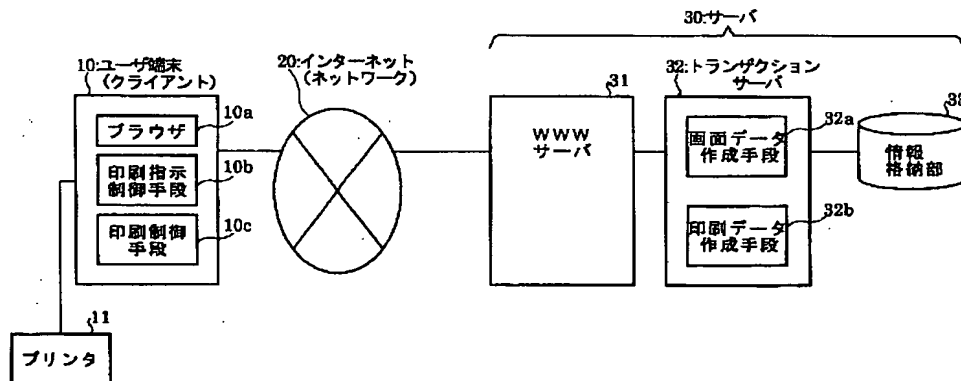 30:サーバ
10:ユーザ端末
(クライアント)
20:インターネット
(ネットワーク)
31
32:トランザクション
サーバ
ブラウザ
10a
印刷指示
制御手段
10b
印刷制御
手段
10c
WWW
サーバ
画面データ
作成手段
32a
印刷データ
作成手段
32b
情報
格納部
11
プリンタ